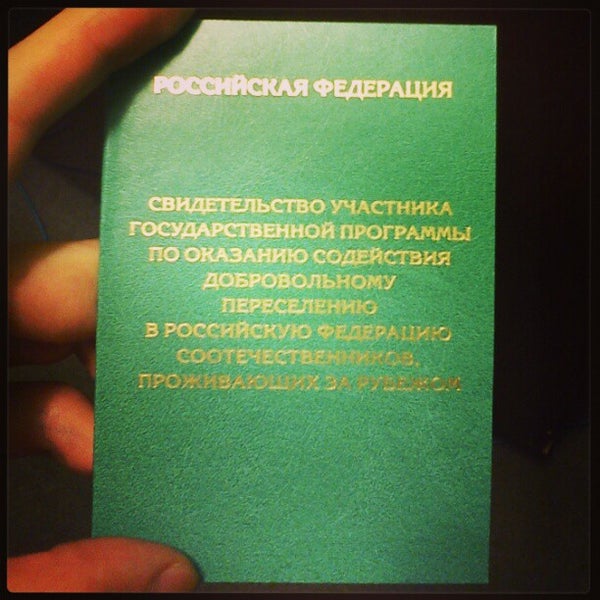 РОССИЙСКАЯ ФЕДЕРАЦИЯ
СВИДЕТЕЛЬСТВО УЧАСТНИКА
ГОСУДАРСТВЕННОЙ ПРОГРАММЫ
ПО ОКАЗАНИЮ СОДЕЙСТВИЯ
ДОБРОВОЛЬНОМУ
ПЕРЕСЕЛЕНИЮ
В РОССИЙСКУЮ ФЕДЕРАЦИЮ
СООТЕЧЕСТВЕННИКОВ,
ПРОЖИВАЮЩИХ ЗА РУБЕЖОМ